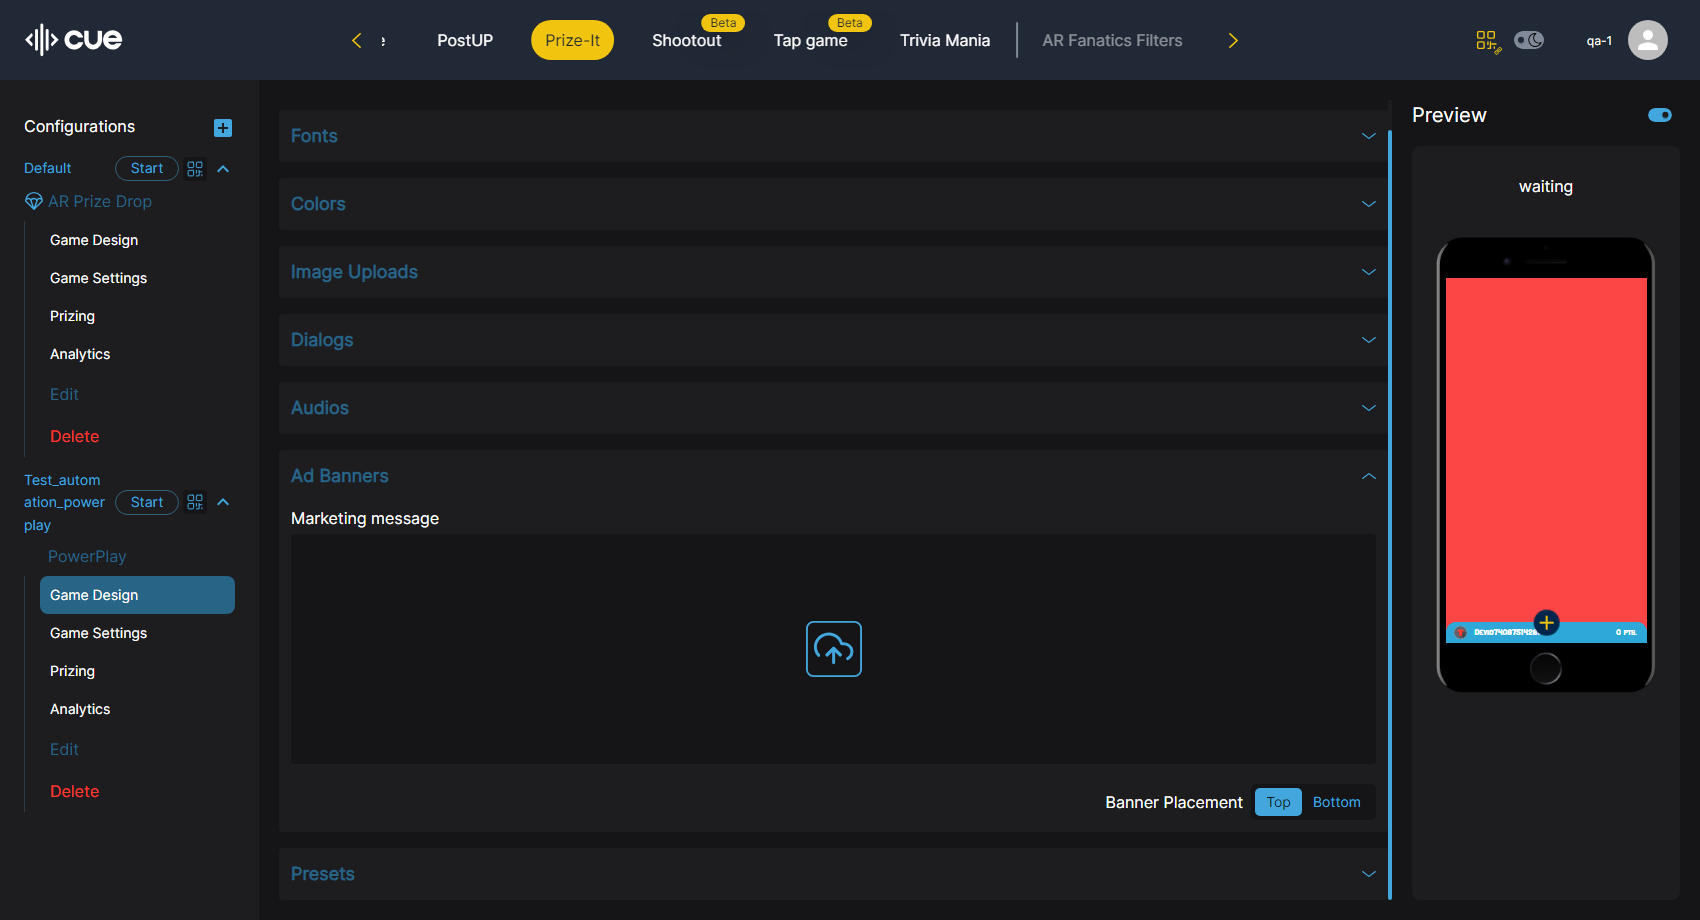 cue
PostUP
Prize-It
Beta
Shootout
Beta
Tap game
Trivia Mania
AR Fanatics Filters
qa-1
Configurations
Default
Start
AR Prize Drop
Game Design
Game Settings
Prizing
Analytics
Edit
Delete
Test_autom
ation_power
play
Start
PowerPlay
Game Design
Game Settings
Prizing
Analytics
Edit
Delete
Fonts
Colors
Image Uploads
Dialogs
Audios
Ad Banners
Marketing message
Banner Placement Top Bottom
Presets
Preview
waiting
0 PTS.